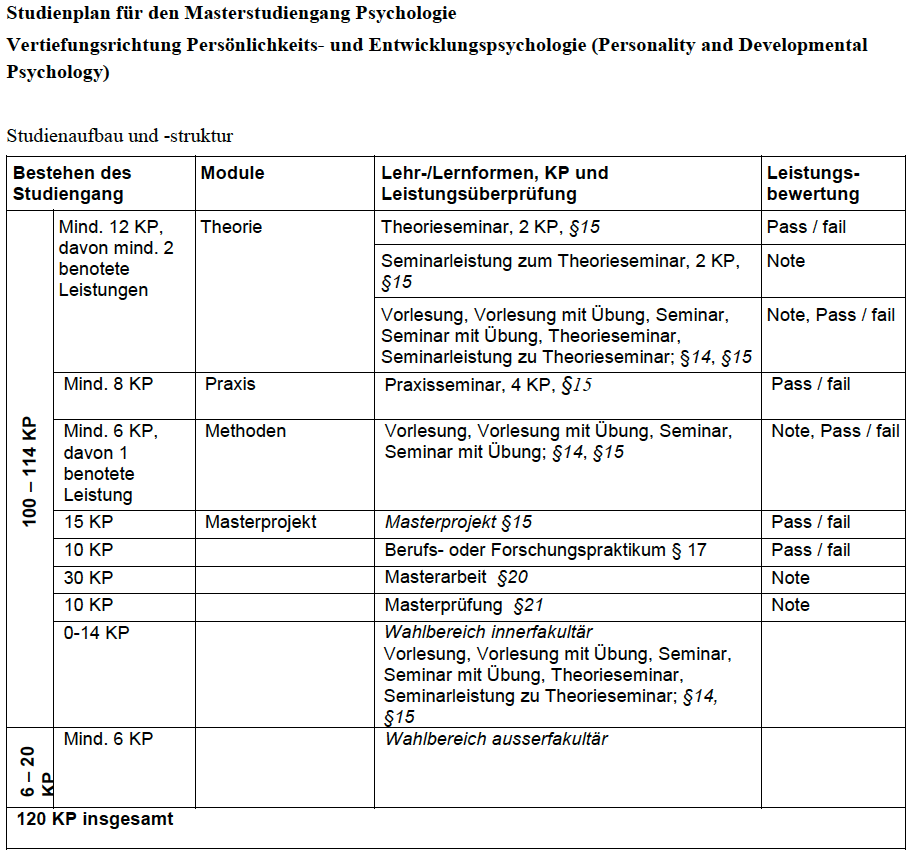 Studienplan für den Masterstudiengang Psychologie
Vertiefungsrichtung Persönlichkeits- und Entwicklungspsychologie (Personality and Developmental
Psychology)
Studienaufbau und -struktur
Bestehen des
Studiengang
Module
Lehr-/Lernformen, KP und
Leistungsüberprüfung
Leistungs-
bewertung
100 – 114 KP
Mind. 12 KP,
davon mind. 2
benotete
Leistungen
Theorie
Theorieseminar, 2 KP, §15
Pass / fail
Seminarleistung zum Theorieseminar, 2 KP,
§15
Note
Vorlesung, Vorlesung mit Übung, Seminar,
Seminar mit Übung, Theorieseminar,
Seminarleistung zu Theorieseminar; §14, §15
Note, Pass / fail
Mind. 8 KP
Praxis
Praxisseminar, 4 KP, §15
Pass / fail
Mind. 6 KP,
davon 1
benotete
Leistung
Methoden
Vorlesung, Vorlesung mit Übung, Seminar,
Seminar mit Übung; §14, §15
Note, Pass / fail
15 KP
Masterprojekt
Masterprojekt §15
Pass / fail
10 KP
Berufs- oder Forschungspraktikum § 17
Pass / fail
30 KP
Masterarbeit §20
Note
10 KP
Masterprüfung §21
Note
0-14 KP
Wahlbereich innerfakultär
Vorlesung, Vorlesung mit Übung, Seminar,
Seminar mit Übung, Theorieseminar,
Seminarleistung zu Theorieseminar; §14,
§15
6 – 20
KP
Mind. 6 KP
Wahlbereich ausserfakultär
120 KP insgesamt